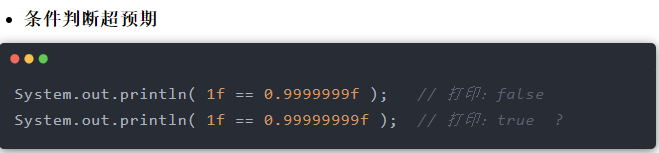 • 条件判断超预期
System.out.println( 1f == 0.9999999f );   // 打印：false
System.out.println( 1f == 0.99999999f );  // 打印：true  ?